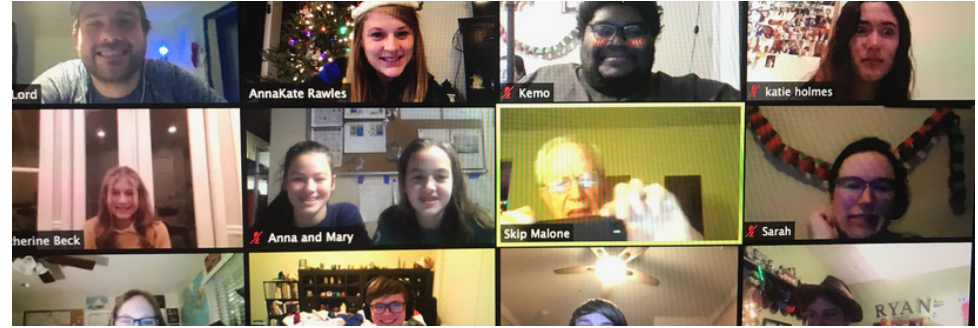 Lord
AnnaKate Rawles
Kemo
katie holmes
therine Beck
Anna and Mary
Skip Malone
Sarah
RYAN